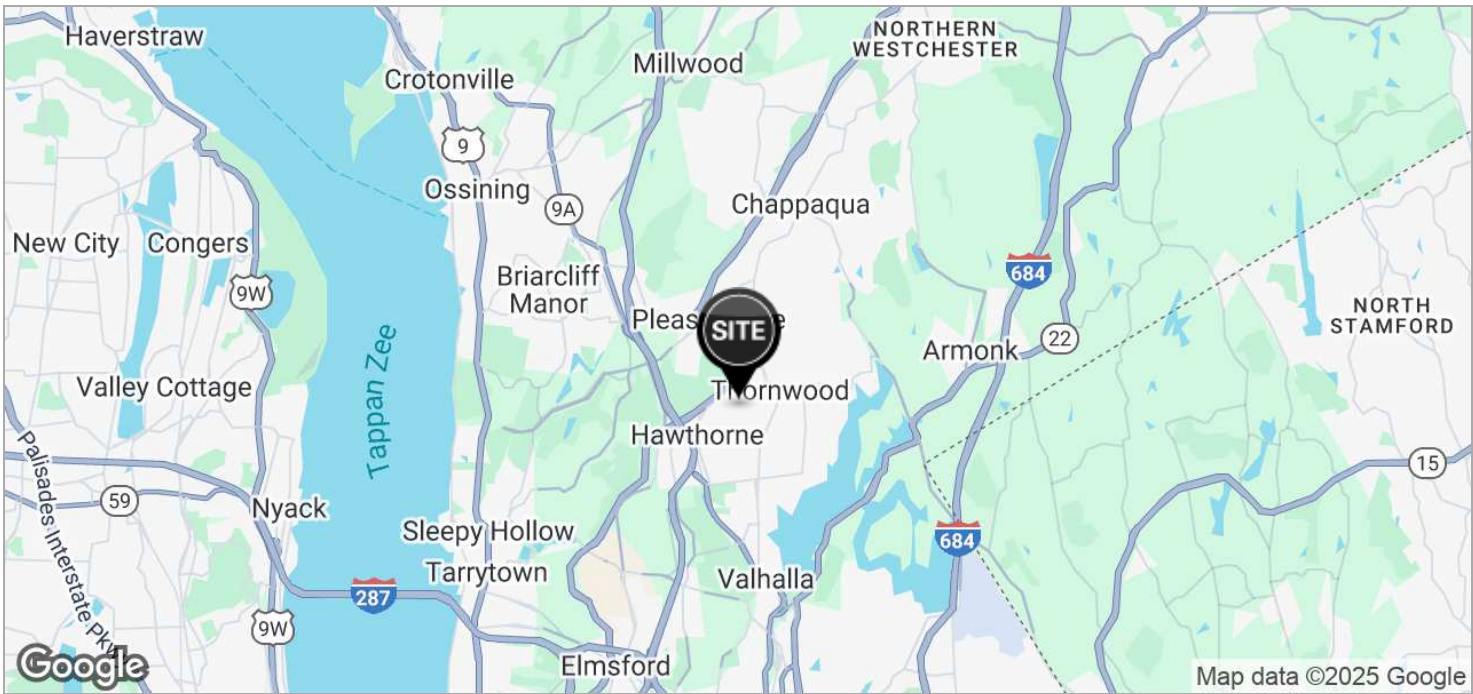 Haverstraw
NORTHERN
WESTCHESTER
Millwood
Crotonville
9
Ossining
9A
Chappaqua
New City
Congers
684
Briarcliff
Manor
9W
NORTH
STAMFORD
SITE
22
Armonk
Valley Cottage
Tappan Zee
Thornwood
Hawthorne
15
Palisades Interstate Pkwy
59
Nyack
Sleepy Hollow
684
Tarrytown
Valhalla
287
9W
Elmsford
Google
Map data ©2025 Google